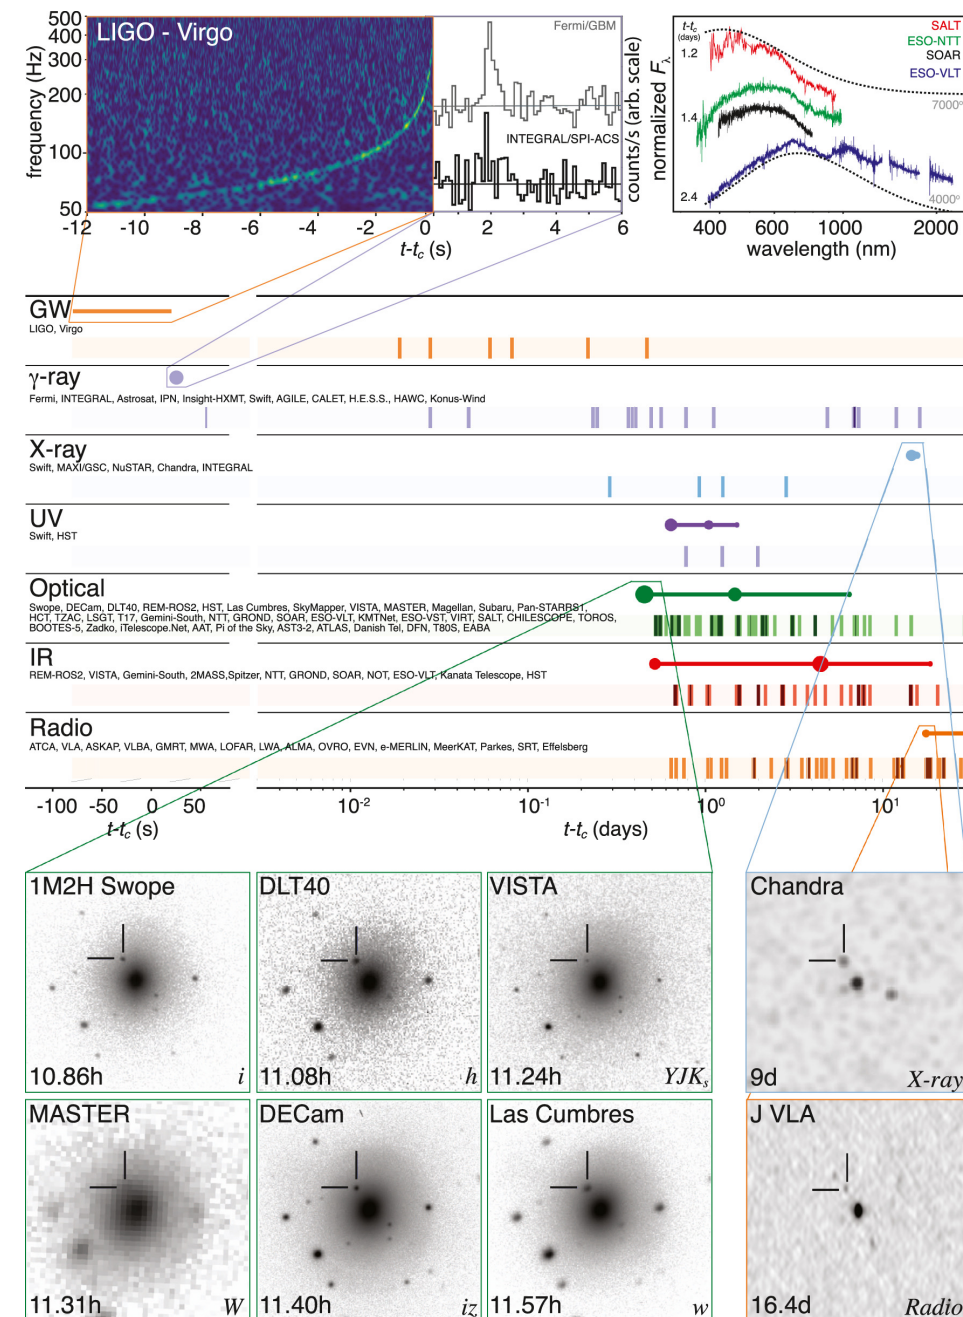 LIGO - Virgo
frequency (Hz)
500
400
300
200
100
50
-12 -10 -8 -6 -4 -2 0 2 4 6
t-tc (s)
Fermi/GBM
INTEGRAL/SPI-ACS
counts/s (arb. scale)
normalized Fλ
t-tc
(days)
1.2
1.4
2.4
SALT
ESO-NTT
SOAR
ESO-VLT
7000°
4000°
400 600 1000 2000
wavelength (nm)
GW
LIGO, Virgo
γ-ray
Fermi, INTEGRAL, Astrosat, IPN, Insight-HXMT, Swift, AGILE, CALET, H.E.S.S., HAWC, Konus-Wind
X-ray
Swift, MAXI/GSC, NuSTAR, Chandra, INTEGRAL
UV
Swift, HST
Optical
Swope, DECam, DLT40, REM-ROS2, HST, Las Cumbres, SkyMapper, VISTA, MASTER, Magellan, Subaru, Pan-STARRS1,
HCT, TZAC, LSGT, T17, Gemini-South, NTT, GROND, SOAR, ESO-VLT, KMTNet, ESO-VST, VIRT, SALT, CHILESCOPE, TOROS,
BOOTES-5, Zadko, iTelescope.Net, AAT, Pi of the Sky, AST3-2, ATLAS, Danish Tel, DFN, T80S, EABA
IR
REM-ROS2, VISTA, Gemini-South, 2MASS,Spitzer, NTT, GROND, SOAR, NOT, ESO-VLT, Kanata Telescope, HST
Radio
ATCA, VLA, ASKAP, VLBA, GMRT, MWA, LOFAR, LWA, ALMA, OVRO, EVN, e-MERLIN, MeerKAT, Parkes, SRT, Effelsberg
-100 -50 0 50 10⁻² 10⁻¹ 10⁰ 10¹
t-tc (s) t-tc (days)
1M2H Swope
10.86h i
DLT40
11.08h h
VISTA
11.24h YJKs
Chandra
9d X-ray
MASTER
11.31h W
DECam
11.40h iz
Las Cumbres
11.57h w
J VLA
16.4d Radio